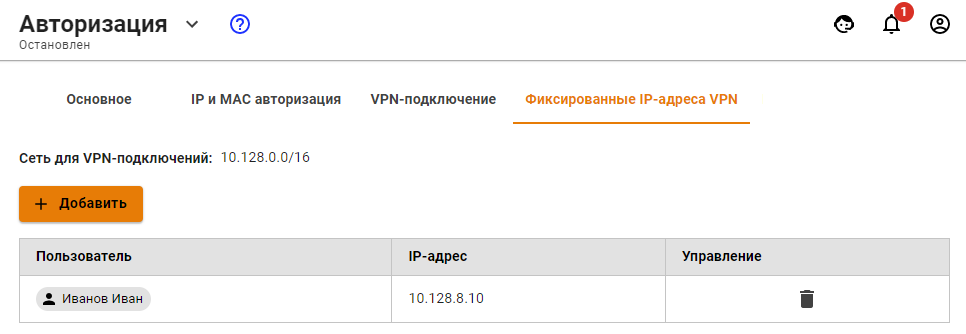 Авторизация
Остановлен
1
Основное IP и MAC авторизация VPN-подключение Фиксированные IP-адреса VPN
Сеть для VPN-подключений: 10.128.0.0/16
+ Добавить
Пользователь IP-адрес Управление
Иванов Иван 10.128.8.10